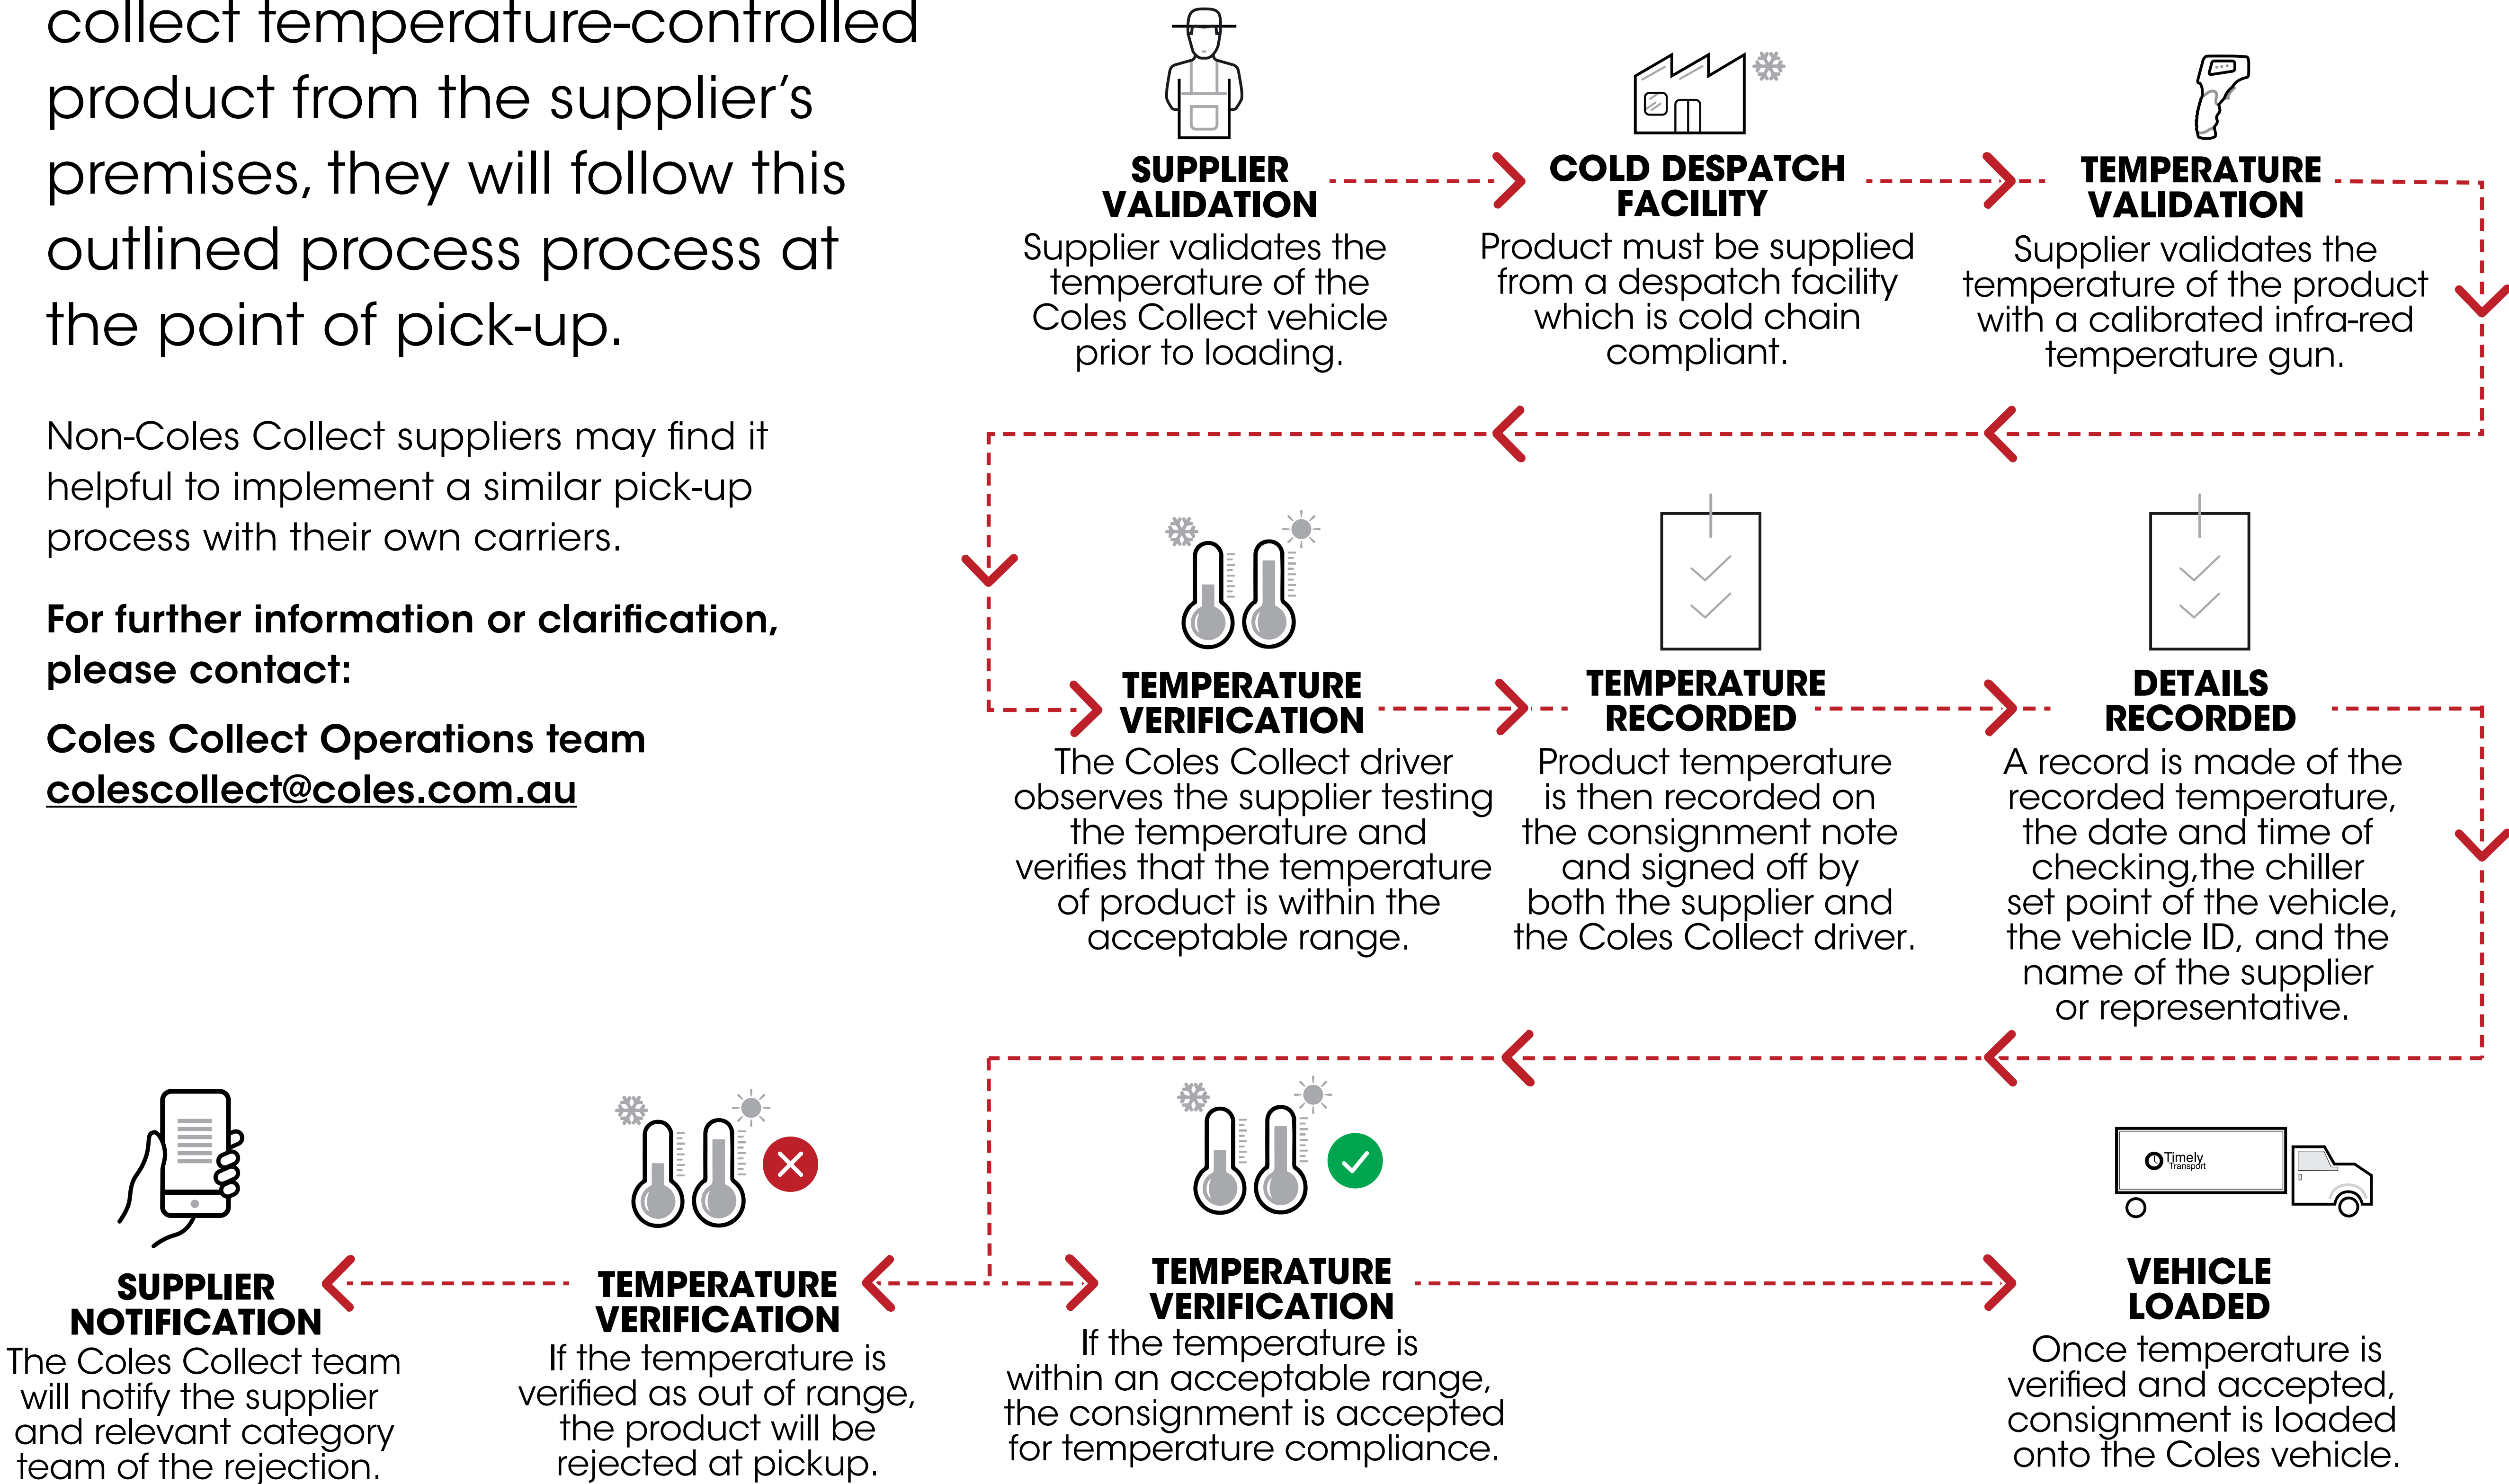 collect temperature-controlled
product from the supplier’s
premises, they will follow this
outlined process process at
the point of pick-up.
Non-Coles Collect suppliers may find it
helpful to implement a similar pick-up
process with their own carriers.
For further information or clarification,
please contact:
Coles Collect Operations team
colescollect@coles.com.au
SUPPLIER
VALIDATION
Supplier validates the
temperature of the
Coles Collect vehicle
prior to loading.
COLD DESPATCH
FACILITY
Product must be supplied
from a despatch facility
which is cold chain
compliant.
TEMPERATURE
VALIDATION
Supplier validates the
temperature of the product
with a calibrated infra-red
temperature gun.
TEMPERATURE
VERIFICATION
The Coles Collect driver
observes the supplier testing
the temperature and
verifies that the temperature
of product is within the
acceptable range.
TEMPERATURE
RECORDED
Product temperature
is then recorded on
the consignment note
and signed off by
both the supplier and
the Coles Collect driver.
DETAILS
RECORDED
A record is made of the
recorded temperature,
the date and time of
checking,the chiller
set point of the vehicle,
the vehicle ID, and the
name of the supplier
or representative.
SUPPLIER
NOTIFICATION
The Coles Collect team
will notify the supplier
and relevant category
team of the rejection.
TEMPERATURE
VERIFICATION
If the temperature is
verified as out of range,
the product will be
rejected at pickup.
TEMPERATURE
VERIFICATION
If the temperature is
within an acceptable range,
the consignment is accepted
for temperature compliance.
Timely
Transport
VEHICLE
LOADED
Once temperature is
verified and accepted,
consignment is loaded
onto the Coles vehicle.